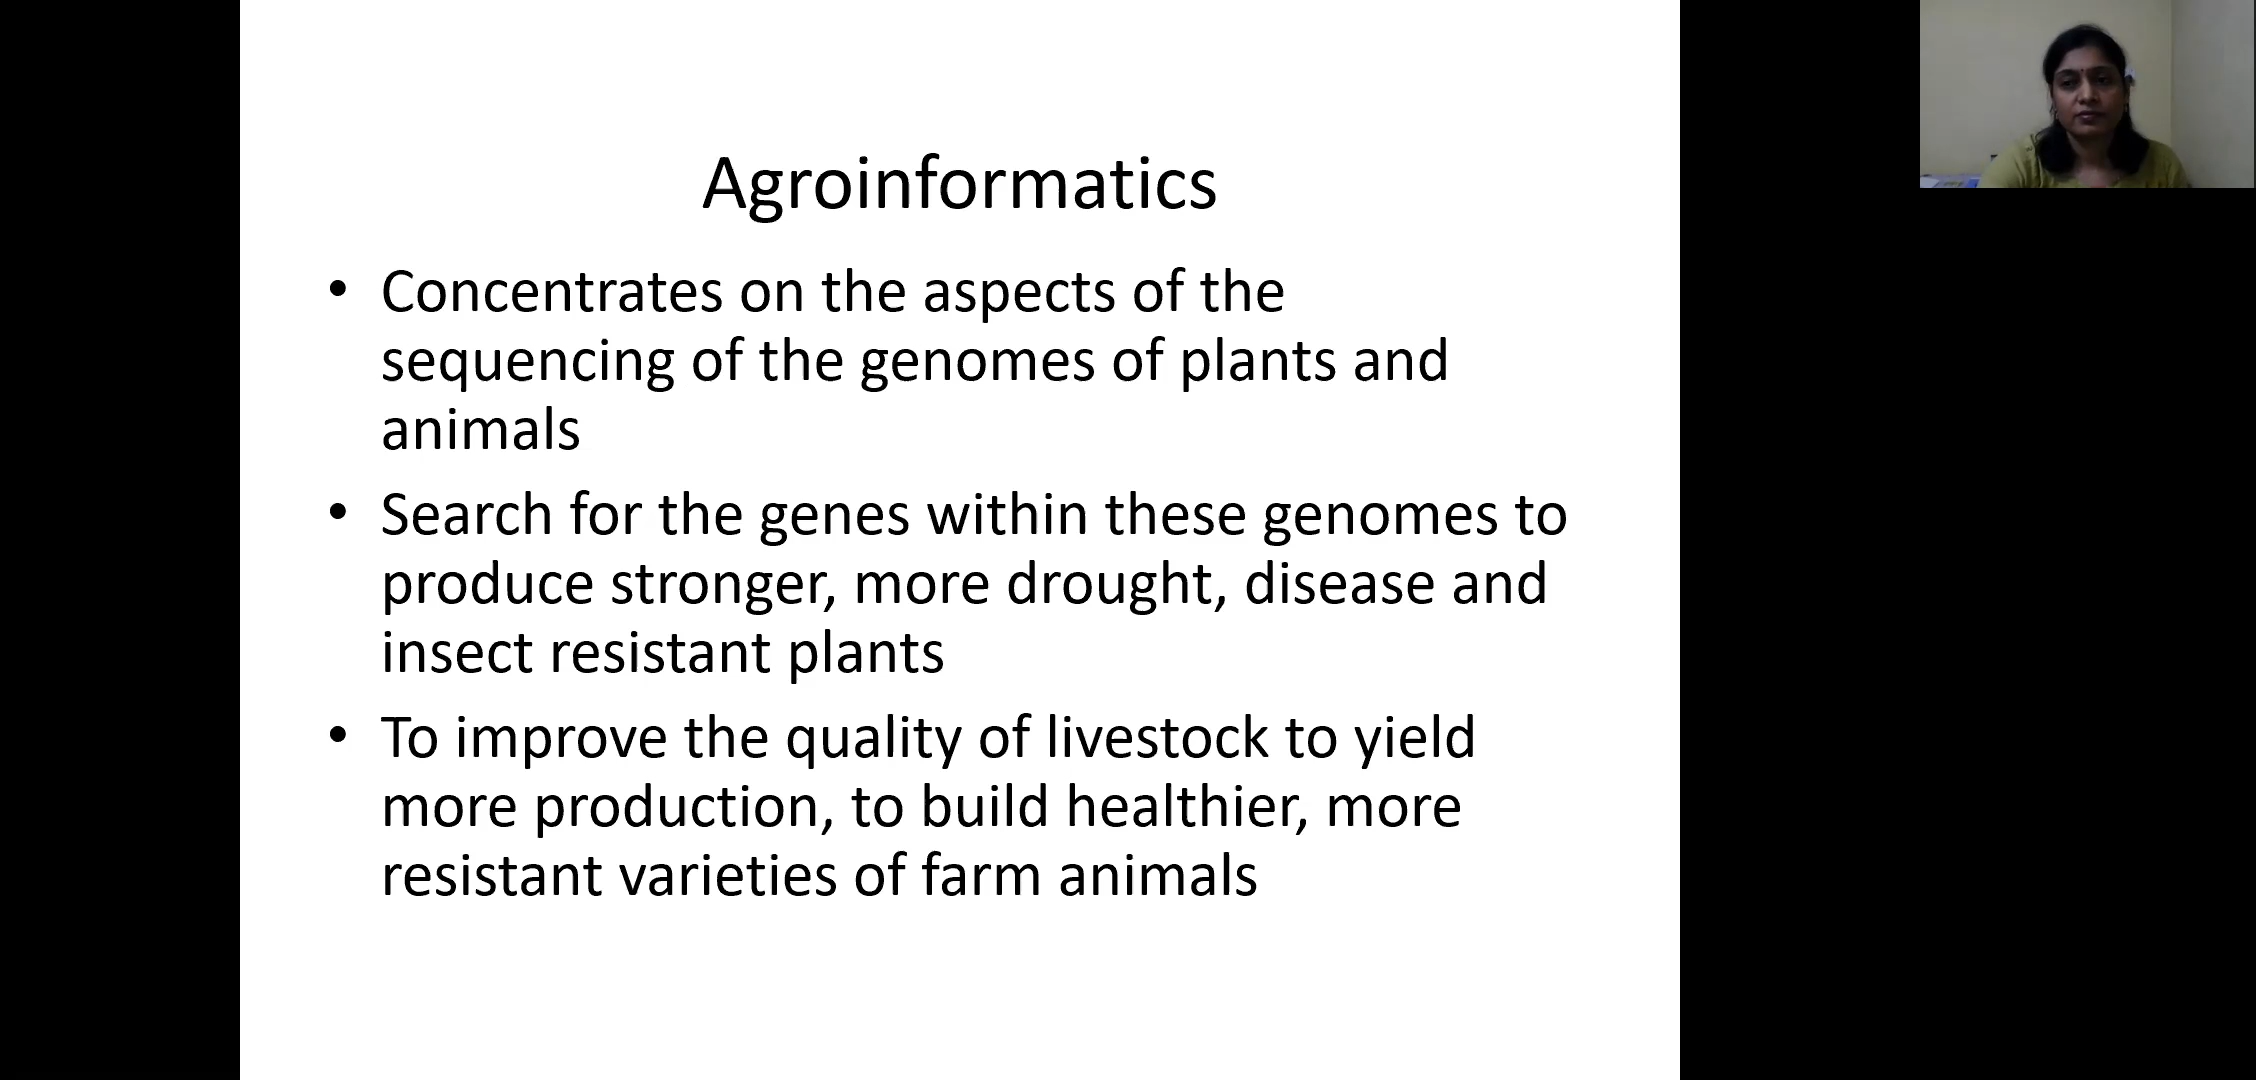 Agroinformatics
• Concentrates on the aspects of the
sequencing of the genomes of plants and
animals
• Search for the genes within these genomes to
produce stronger, more drought, disease and
insect resistant plants
• To improve the quality of livestock to yield
more production, to build healthier, more
resistant varieties of farm animals